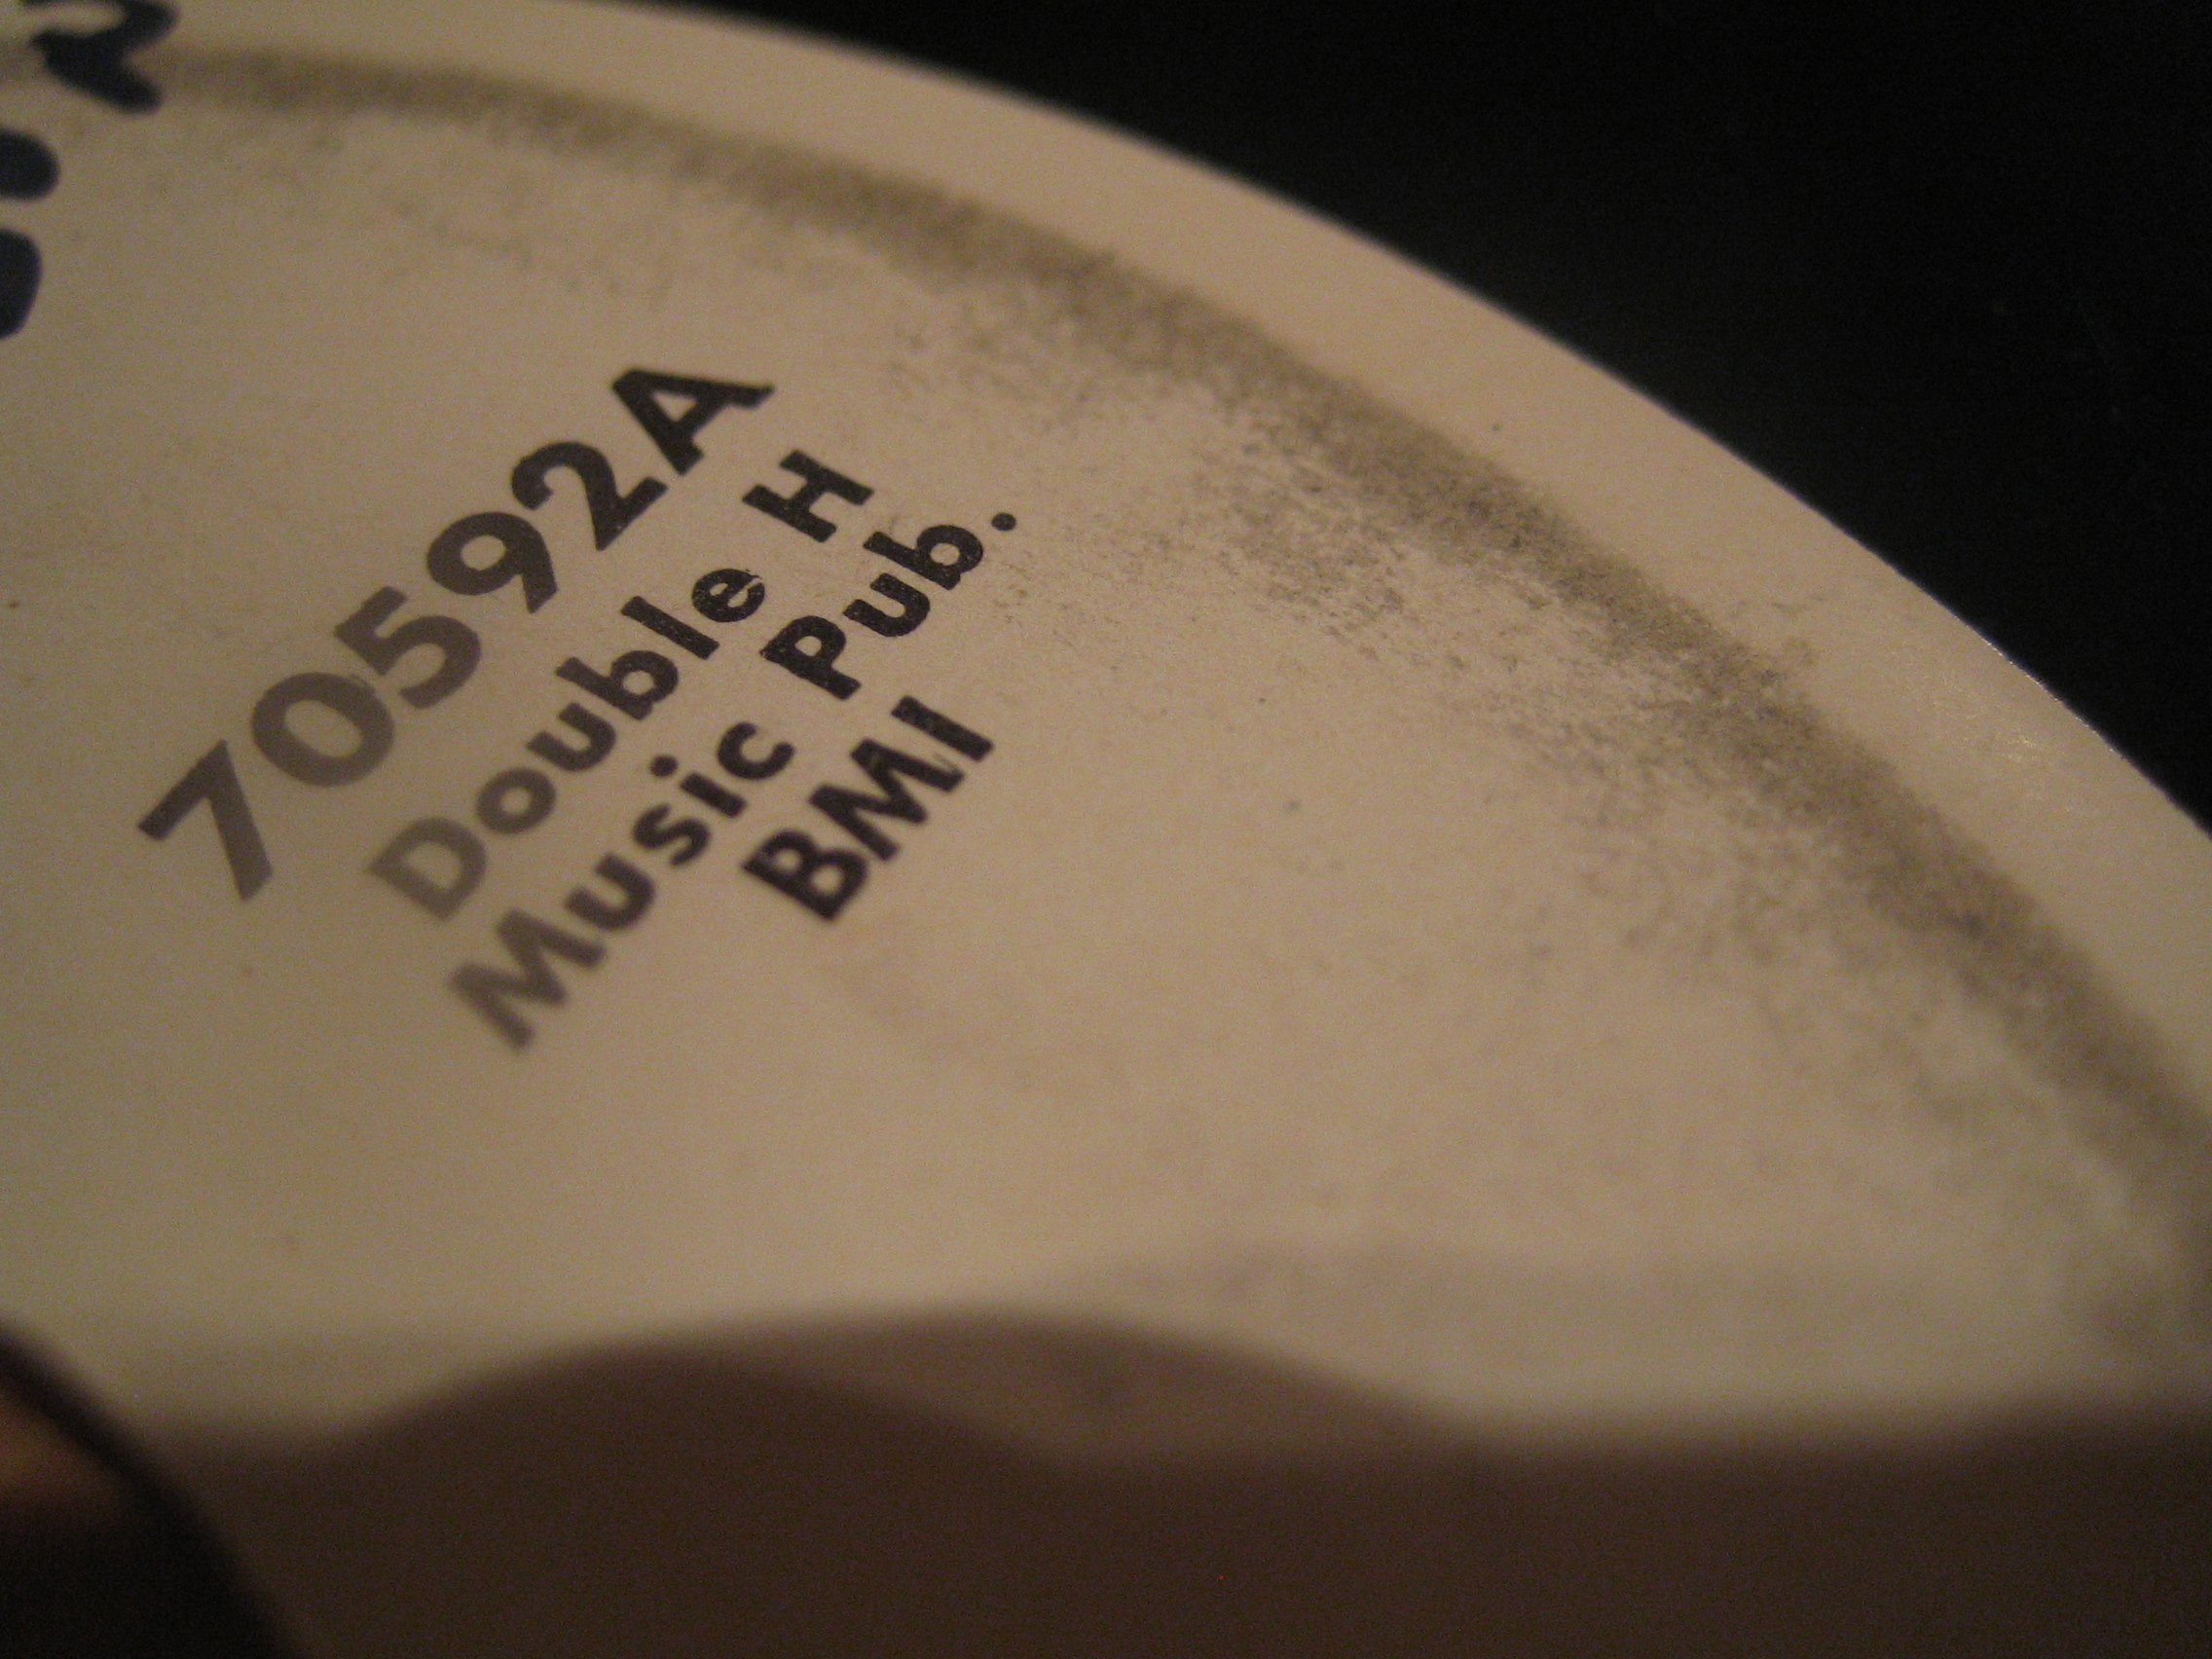 70592A
Double H
Music Pub.
BMI